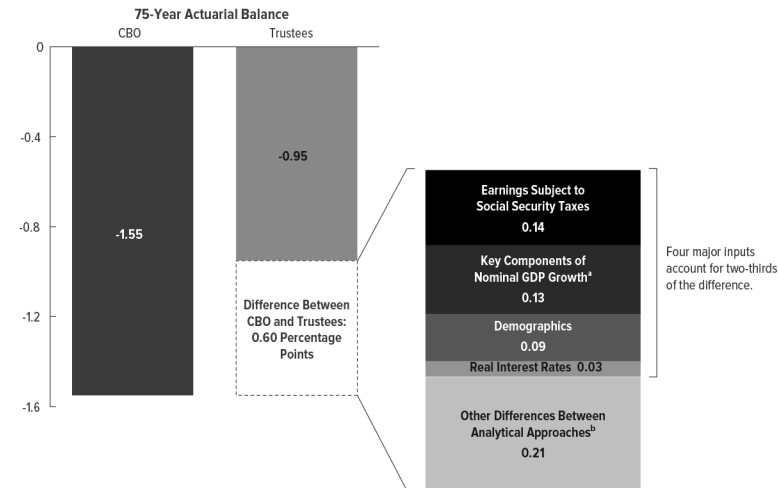 75-Year Actuarial Balance
CBO
Trustees
0
-0.4
-0.8
-1.2
-1.6
-1.55
-0.95
Difference Between
CBO and Trustees:
0.60 Percentage
Points
Earnings Subject to
Social Security Taxes
0.14
Key Components of
Nominal GDP Growthᵃ
0.13
Demographics
0.09
Real Interest Rates 0.03
Other Differences Between
Analytical Approachesᵇ
0.21
Four major inputs
account for two-thirds
of the difference.